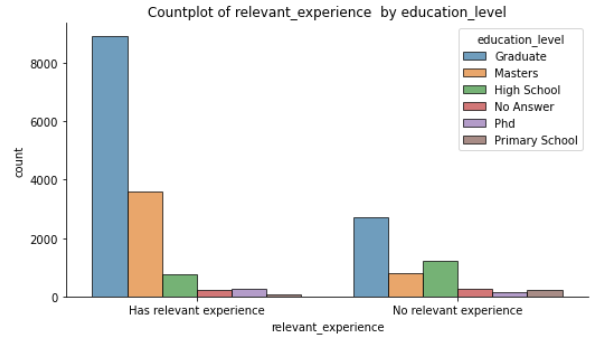 Countplot of relevant_experience  by education_level
education_level
Graduate
Masters
High School
No Answer
Phd
Primary School
count
8000
6000
4000
2000
0
Has relevant experience
No relevant experience
relevant_experience